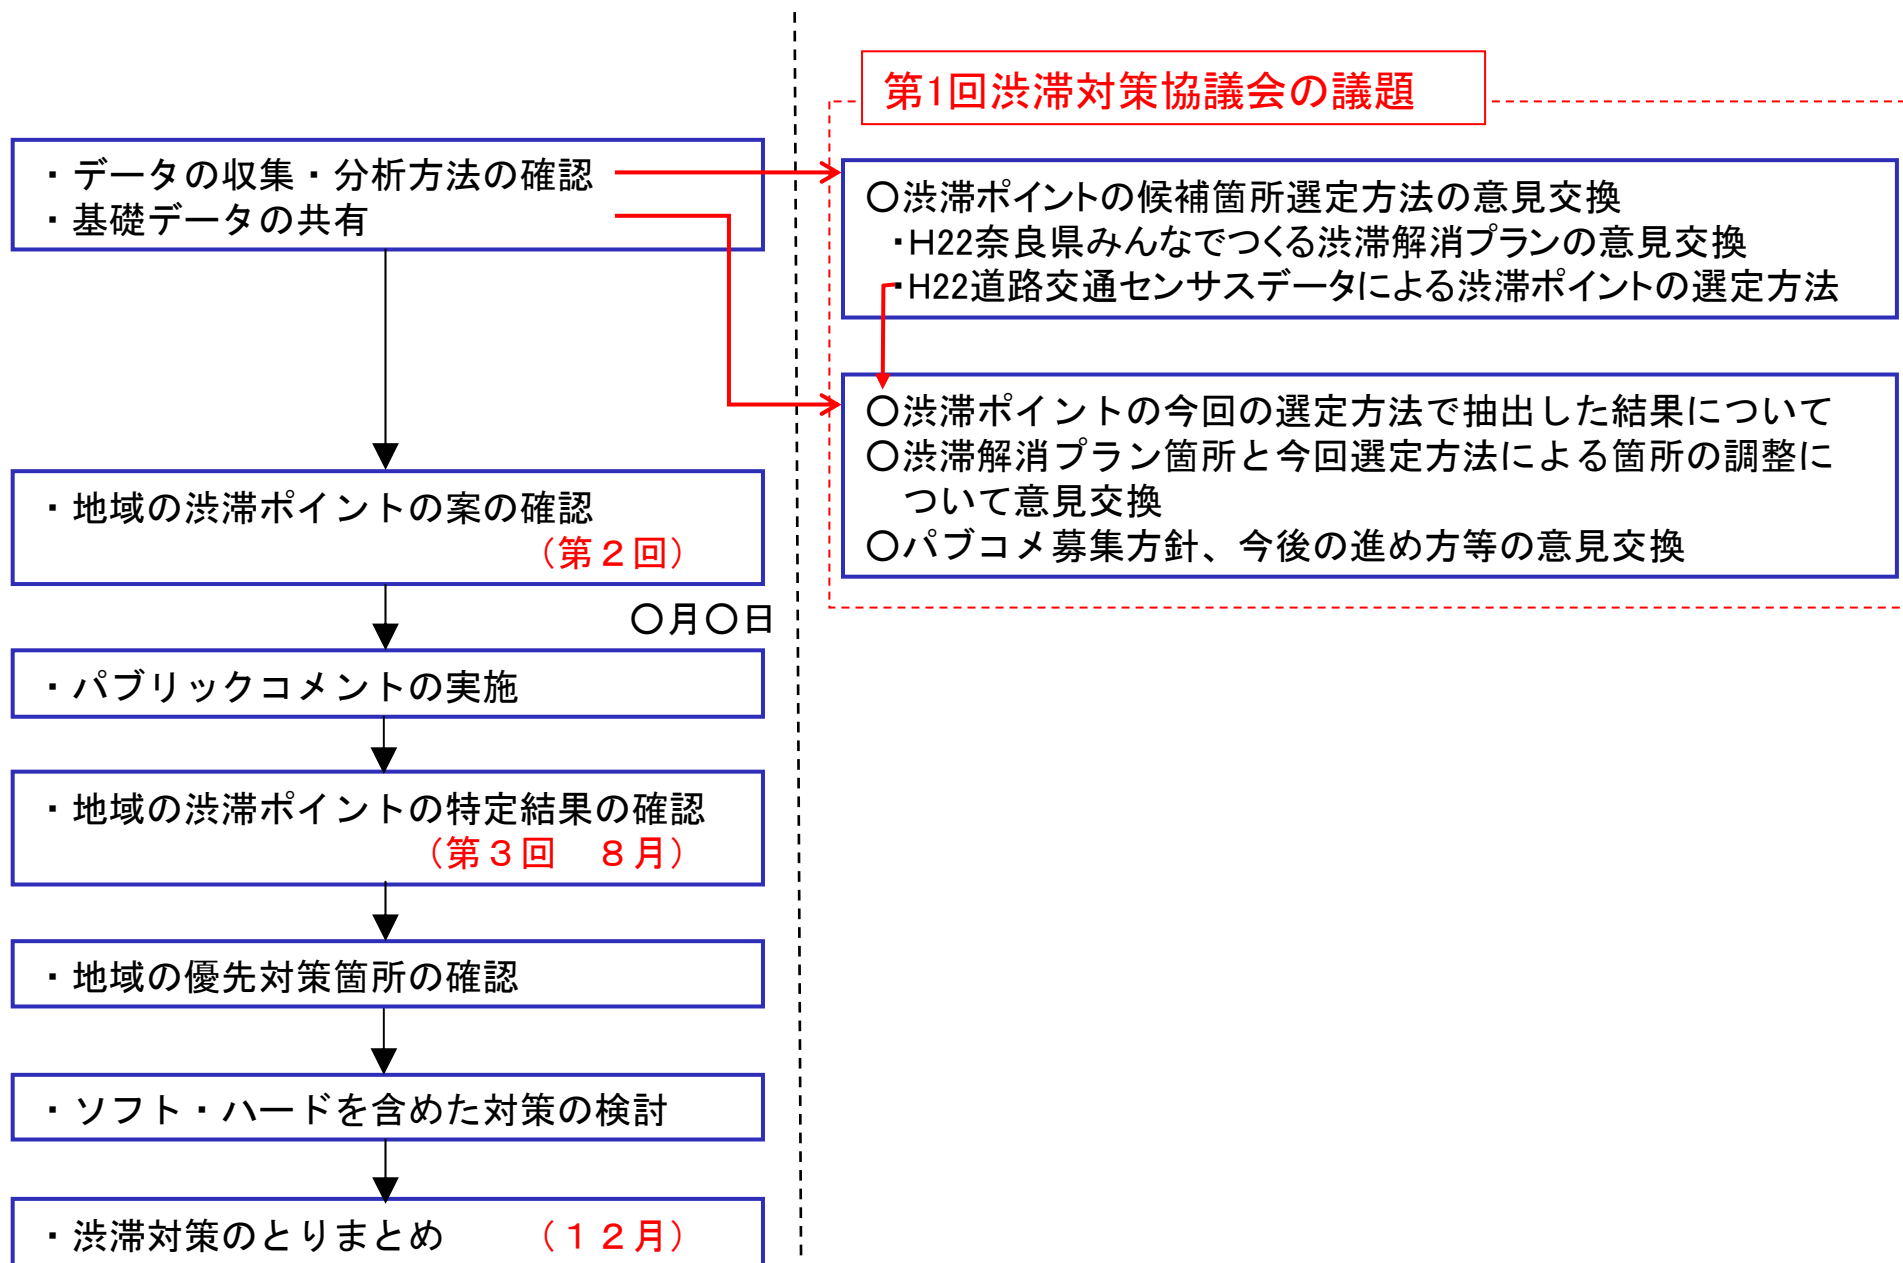 第1回渋滞対策協議会の議題
・データの収集・分析方法の確認
・基礎データの共有
・地域の渋滞ポイントの案の確認
（第２回）
〇月〇日
・パブリックコメントの実施
・地域の渋滞ポイントの特定結果の確認
（第３回　８月）
・地域の優先対策箇所の確認
・ソフト・ハードを含めた対策の検討
・渋滞対策のとりまとめ　　（１２月）
〇渋滞ポイントの候補箇所選定方法の意見交換
・H22奈良県みんなでつくる渋滞解消プランの意見交換
・H22道路交通センサスデータによる渋滞ポイントの選定方法
〇渋滞ポイントの今回の選定方法で抽出した結果について
〇渋滞解消プラン箇所と今回選定方法による箇所の調整に
ついて意見交換
〇パブコメ募集方針、今後の進め方等の意見交換